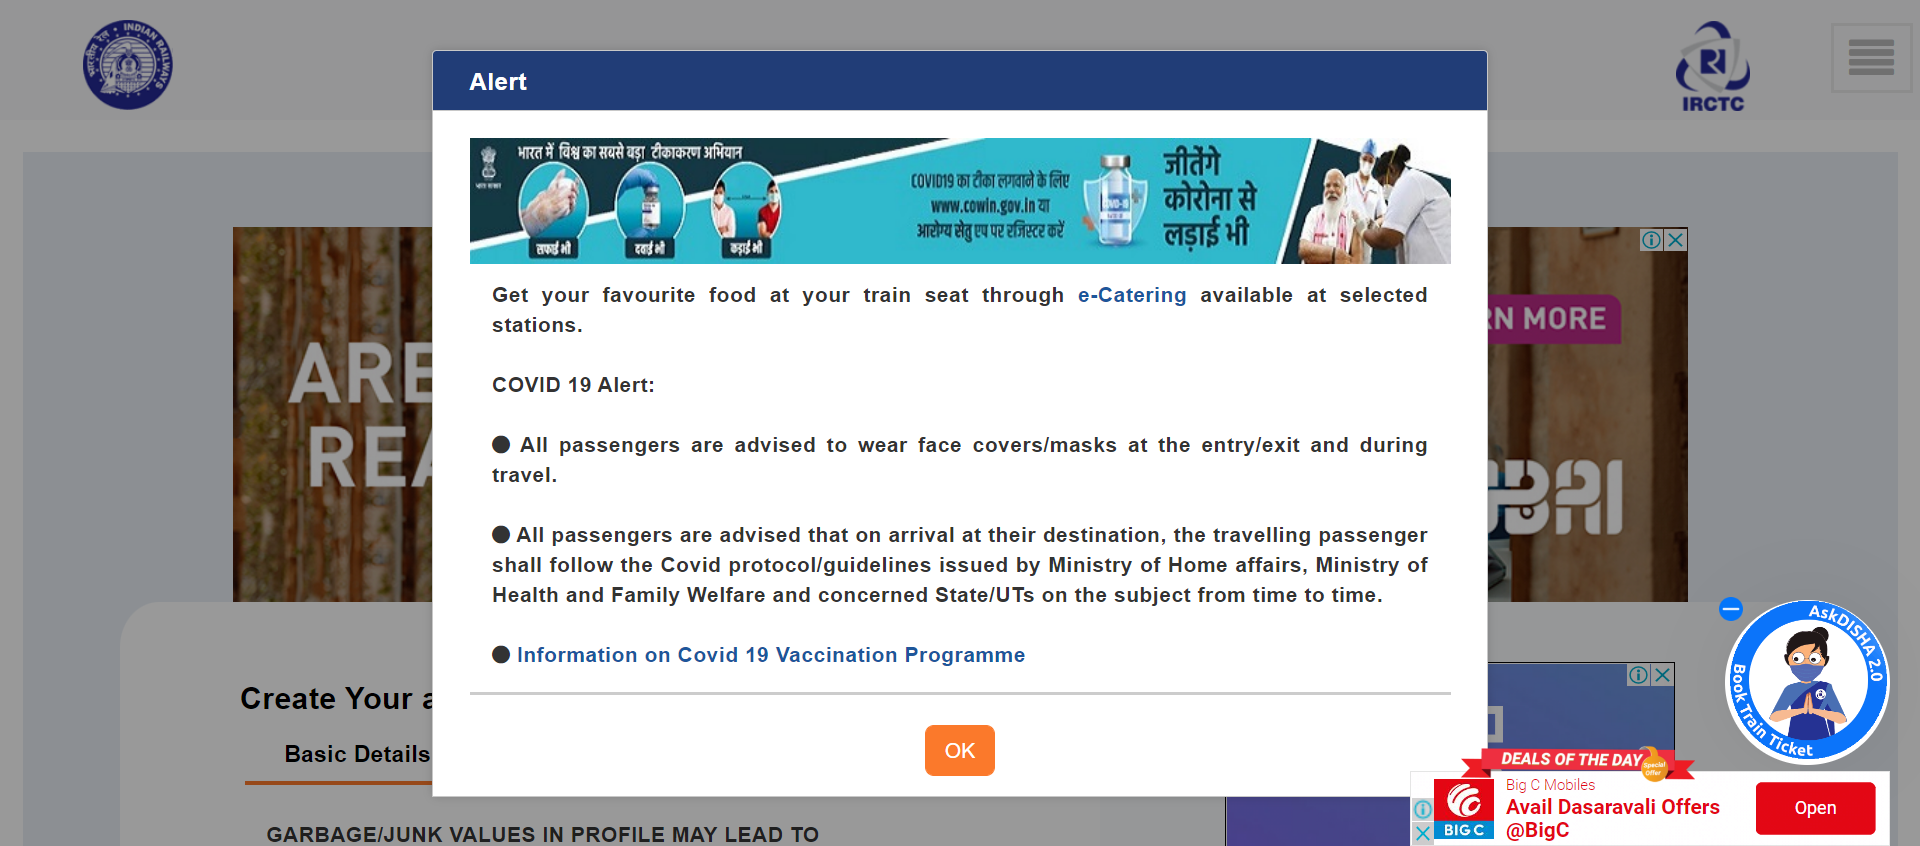 भारतीय रेल INDIAN RAILWAYS
IRCTC
Alert
भारत में विश्व का सबसे बड़ा टीकाकरण अभियान
भारत सरकार
सफाई भी
दवाई भी
कड़ाई भी
COVID19 का टीका लगवाने के लिए
www.cowin.gov.in या
आरोग्य सेतु एप पर रजिस्टर करें
जीतेंगे
कोरोना से
लड़ाई भी
Get your favourite food at your train seat through e-Catering available at selected
stations.
COVID 19 Alert:
● All passengers are advised to wear face covers/masks at the entry/exit and during
travel.
● All passengers are advised that on arrival at their destination, the travelling passenger
shall follow the Covid protocol/guidelines issued by Ministry of Home affairs, Ministry of
Health and Family Welfare and concerned State/UTs on the subject from time to time.
● Information on Covid 19 Vaccination Programme
OK
ARE
REA
RN MORE
Create Your a
Basic Details
GARBAGE/JUNK VALUES IN PROFILE MAY LEAD TO
AskDISHA 2.0
Book Train Ticket
DEALS OF THE DAY
Special
Offer
Big C Mobiles
Avail Dasaravali Offers
@BigC
BIG C
Open